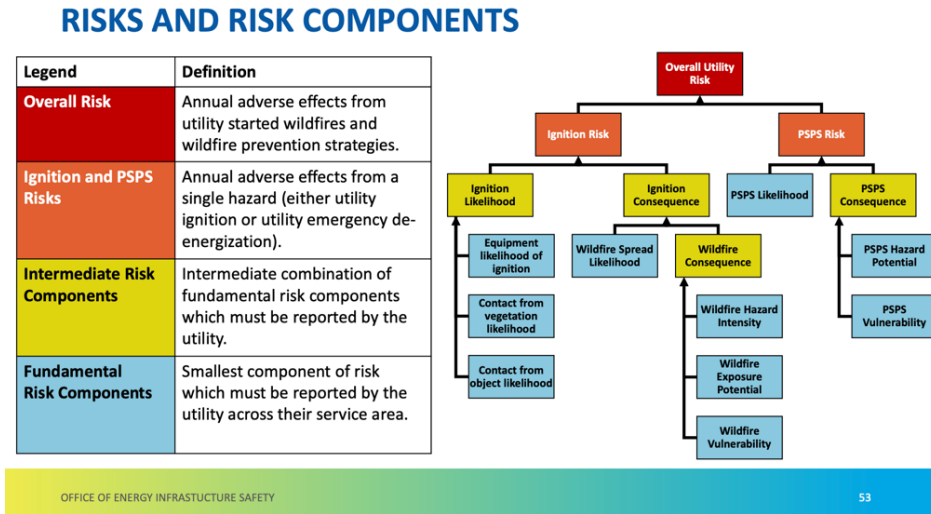 RISKS AND RISK COMPONENTS
Legend
Definition
Overall Risk
Annual adverse effects from
utility started wildfires and
wildfire prevention strategies.
Ignition and PSPS
Risks
Annual adverse effects from a
single hazard (either utility
ignition or utility emergency de-
energization).
Intermediate Risk
Components
Intermediate combination of
fundamental risk components
which must be reported by the
utility.
Fundamental
Risk Components
Smallest component of risk
which must be reported by the
utility across their service area.
Overall Utility
Risk
Ignition Risk
PSPS Risk
Ignition
Likelihood
Ignition
Consequence
PSPS Likelihood
PSPS
Consequence
Equipment
likelihood of
ignition
Contact from
vegetation
likelihood
Contact from
object likelihood
Wildfire Spread
Likelihood
Wildfire
Consequence
Wildfire Hazard
Intensity
Wildfire
Exposure
Potential
Wildfire
Vulnerability
PSPS Hazard
Potential
PSPS
Vulnerability
OFFICE OF ENERGY INFRASTUCTURE SAFETY
53